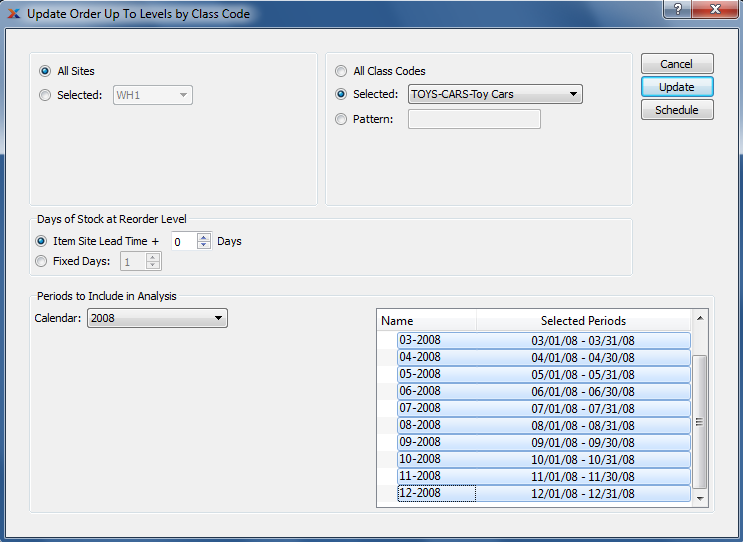 Update Order Up To Levels by Class Code
?
All Sites
Selected: WH1
All Class Codes
Selected: TOYS-CARS-Toy Cars
Pattern:
Cancel
Update
Schedule
Days of Stock at Reorder Level
Item Site Lead Time + 0 Days
Fixed Days: 1
Periods to Include in Analysis
Calendar: 2008
Name Selected Periods
03-2008 03/01/08 - 03/31/08
04-2008 04/01/08 - 04/30/08
05-2008 05/01/08 - 05/31/08
06-2008 06/01/08 - 06/30/08
07-2008 07/01/08 - 07/31/08
08-2008 08/01/08 - 08/31/08
09-2008 09/01/08 - 09/30/08
10-2008 10/01/08 - 10/31/08
11-2008 11/01/08 - 11/30/08
12-2008 12/01/08 - 12/31/08